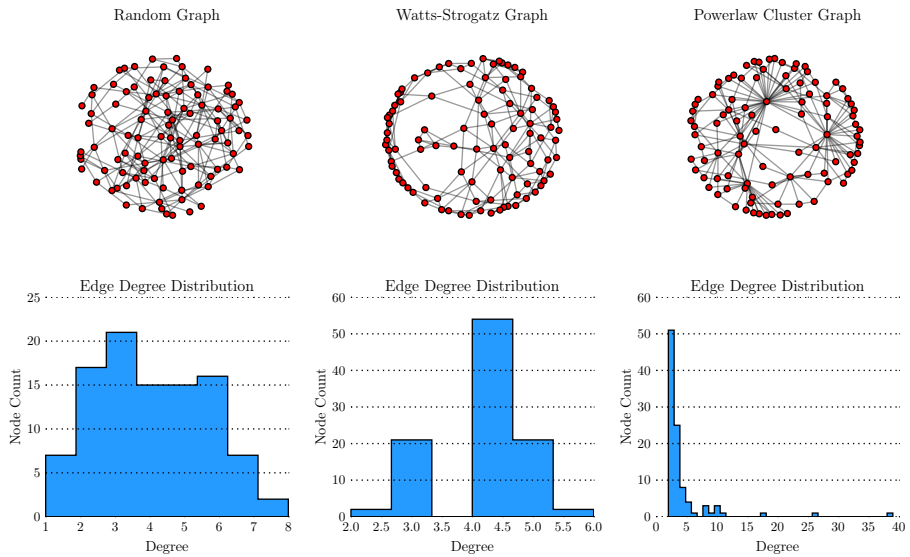 Random Graph
Watts-Strogatz Graph
Powerlaw Cluster Graph
Edge Degree Distribution
Edge Degree Distribution
Edge Degree Distribution
25
20
15
10
5
0
Node Count
1 2 3 4 5 6 7 8
Degree
60
50
40
30
20
10
0
Node Count
2.0 2.5 3.0 3.5 4.0 4.5 5.0 5.5 6.0
Degree
60
50
40
30
20
10
0
Node Count
0 5 10 15 20 25 30 35 40
Degree